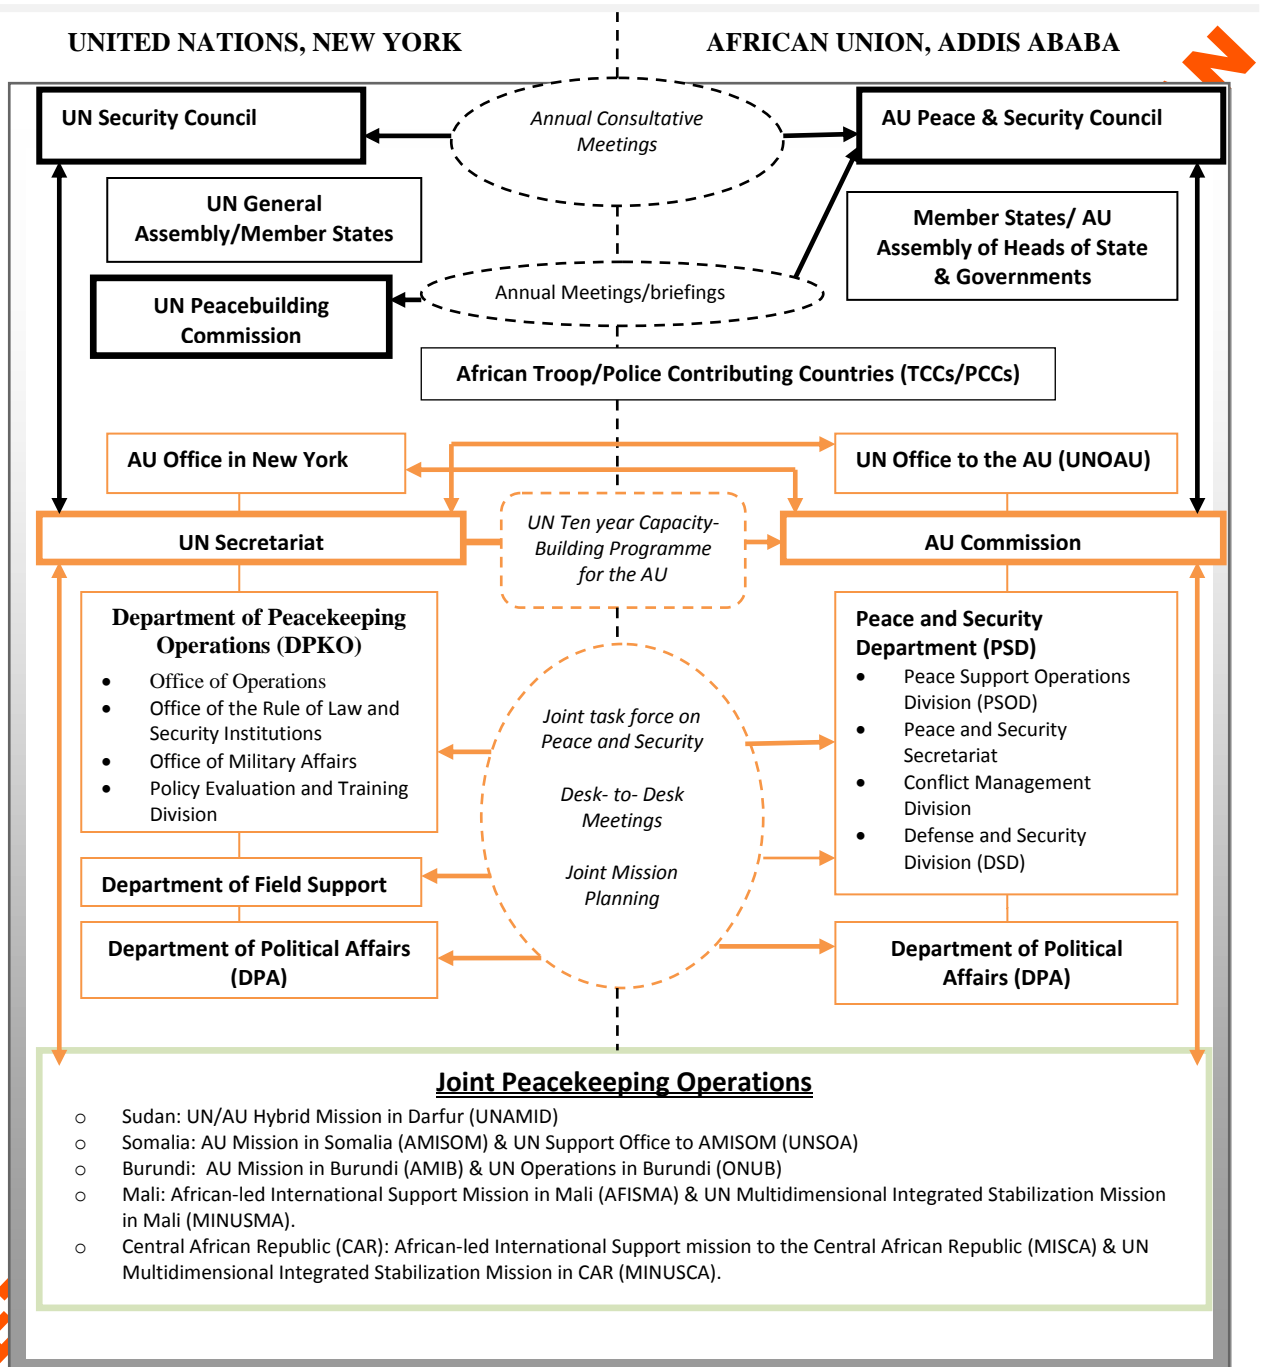 UNITED NATIONS, NEW YORK
AFRICAN UNION, ADDIS ABABA
UN Security Council
Annual Consultative
Meetings
AU Peace & Security Council
UN General
Assembly/Member States
Member States/ AU
Assembly of Heads of State
& Governments
UN Peacebuilding
Commission
Annual Meetings/briefings
African Troop/Police Contributing Countries (TCCs/PCCs)
AU Office in New York
UN Office to the AU (UNOAU)
UN Secretariat
UN Ten year Capacity-
Building Programme
for the AU
AU Commission
Department of Peacekeeping
Operations (DPKO)
• Office of Operations
• Office of the Rule of Law and
Security Institutions
• Office of Military Affairs
• Policy Evaluation and Training
Division
Joint task force on
Peace and Security
Desk- to- Desk
Meetings
Joint Mission
Planning
Peace and Security
Department (PSD)
• Peace Support Operations
Division (PSOD)
• Peace and Security
Secretariat
• Conflict Management
Division
• Defense and Security
Division (DSD)
Department of Field Support
Department of Political Affairs
(DPA)
Department of Political
Affairs (DPA)
Joint Peacekeeping Operations
o Sudan: UN/AU Hybrid Mission in Darfur (UNAMID)
o Somalia: AU Mission in Somalia (AMISOM) & UN Support Office to AMISOM (UNSOA)
o Burundi:  AU Mission in Burundi (AMIB) & UN Operations in Burundi (ONUB)
o Mali: African-led International Support Mission in Mali (AFISMA) & UN Multidimensional Integrated Stabilization Mission
in Mali (MINUSMA).
o Central African Republic (CAR): African-led International Support mission to the Central African Republic (MISCA) & UN
Multidimensional Integrated Stabilization Mission in CAR (MINUSCA).